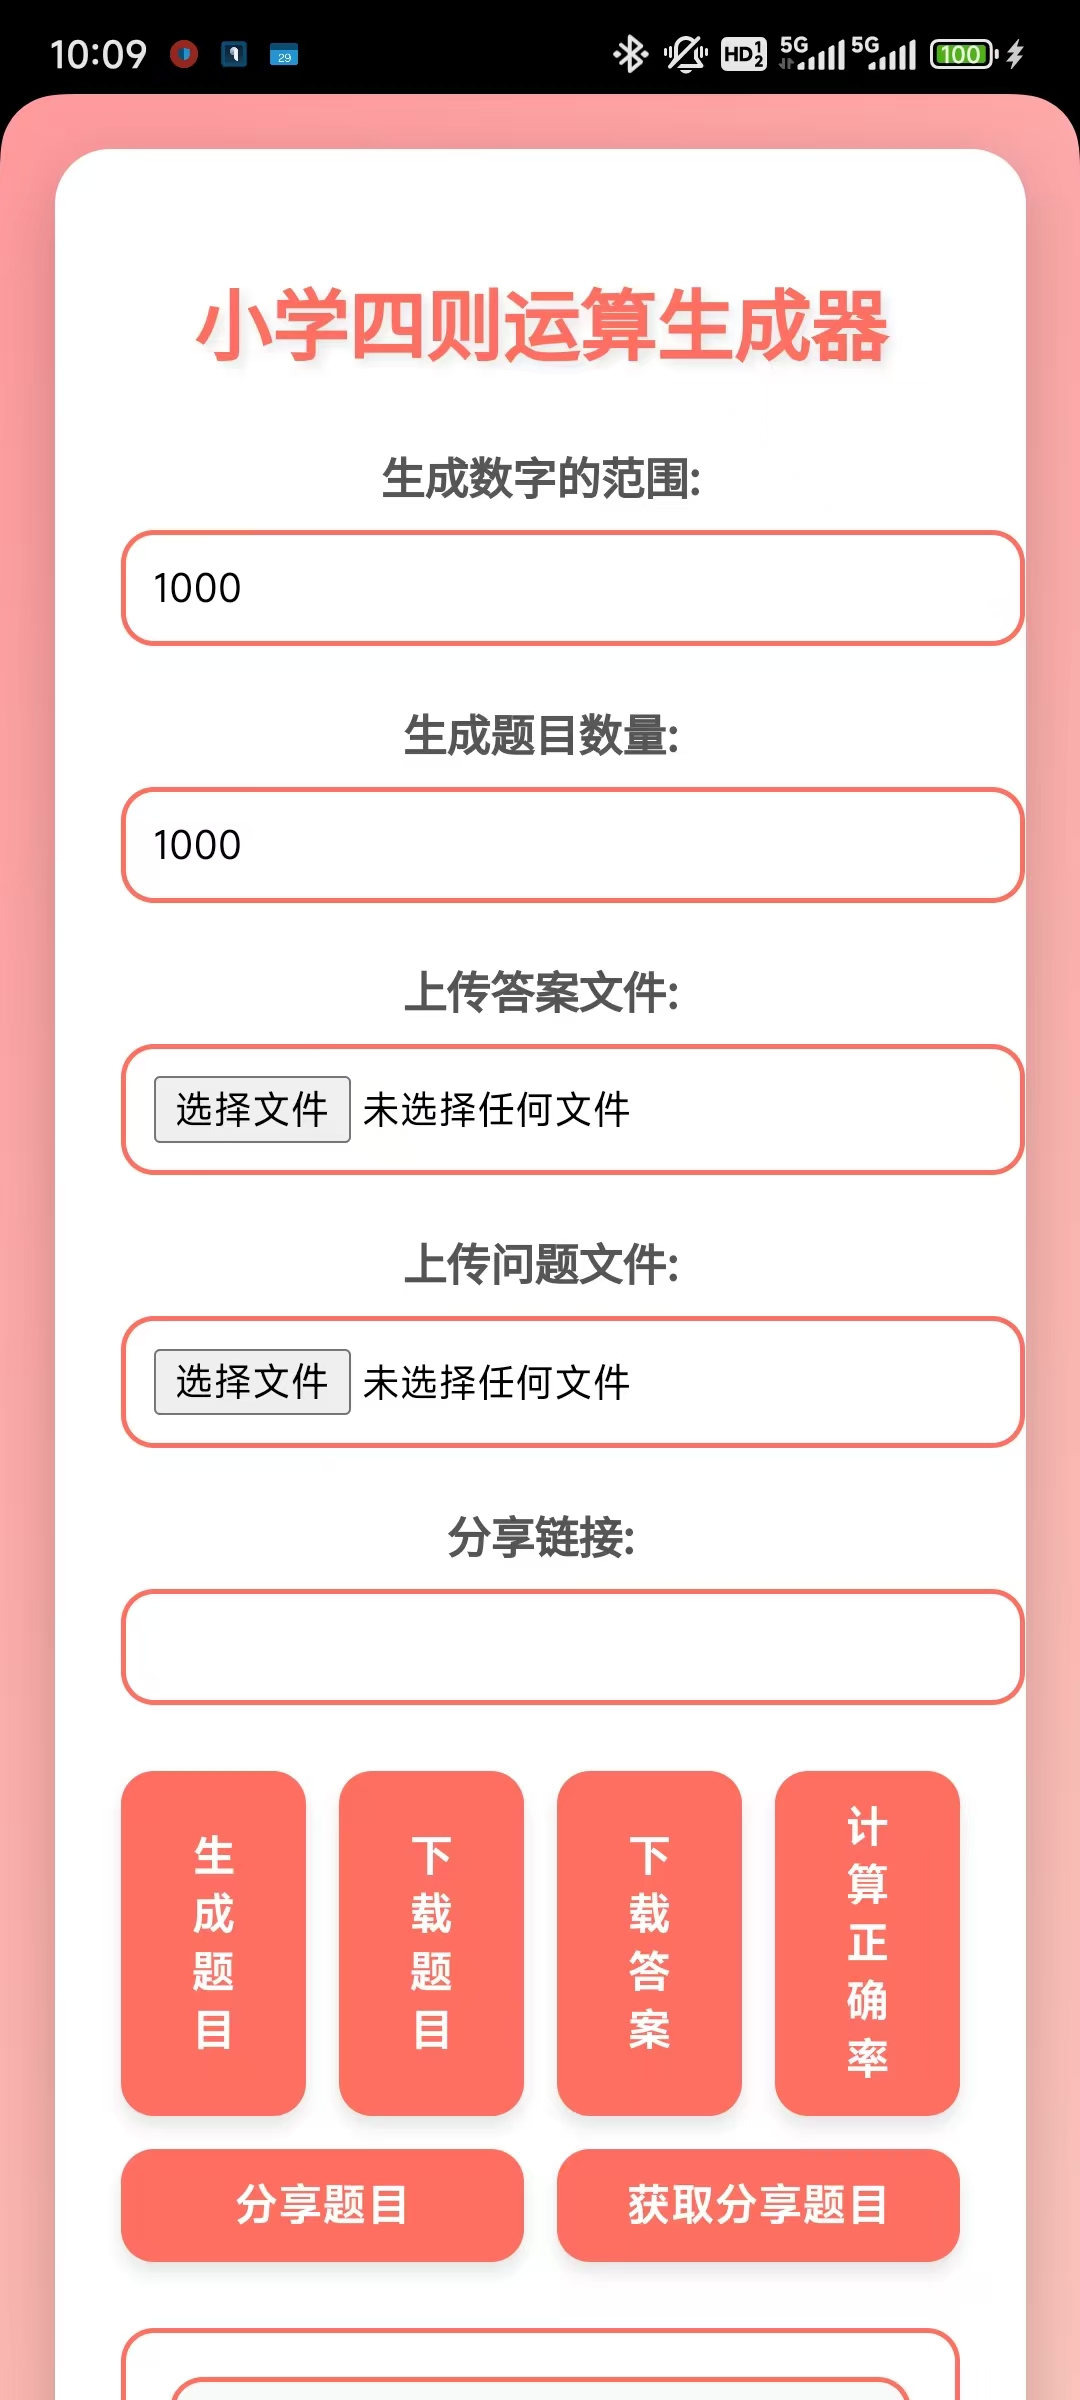 10:09
29
HD 1 2
5G
5G
100
小学四则运算生成器
生成数字的范围:
1000
生成题目数量:
1000
上传答案文件:
选择文件 未选择任何文件
上传问题文件:
选择文件 未选择任何文件
分享链接:
生成题目
下载题目
下载答案
计算正确率
分享题目
获取分享题目